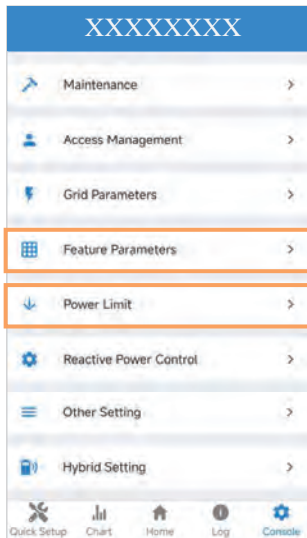 XXXXXXXX
Maintenance
Access Management
Grid Parameters
Feature Parameters
Power Limit
Reactive Power Control
Other Setting
Hybrid Setting
Quick Setup Chart Home Log Console